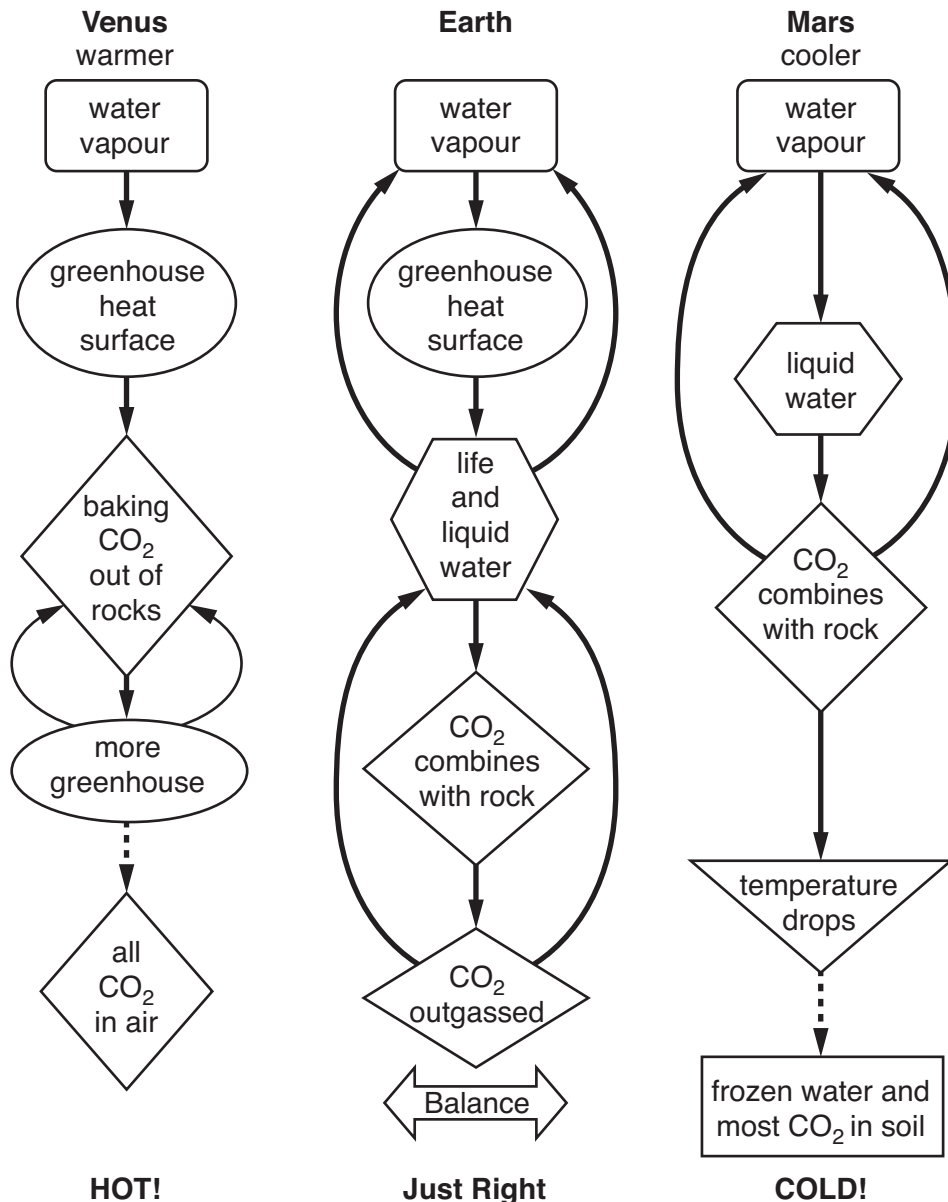 Venus
warmer
water
vapour
greenhouse
heat
surface
baking
CO₂
out of
rocks
more
greenhouse
all
CO₂
in air
HOT!
Earth
water
vapour
greenhouse
heat
surface
life
and
liquid
water
CO₂
combines
with rock
CO₂
outgassed
Balance
Just Right
Mars
cooler
water
vapour
liquid
water
CO₂
combines
with rock
temperature
drops
frozen water and
most CO₂ in soil
COLD!